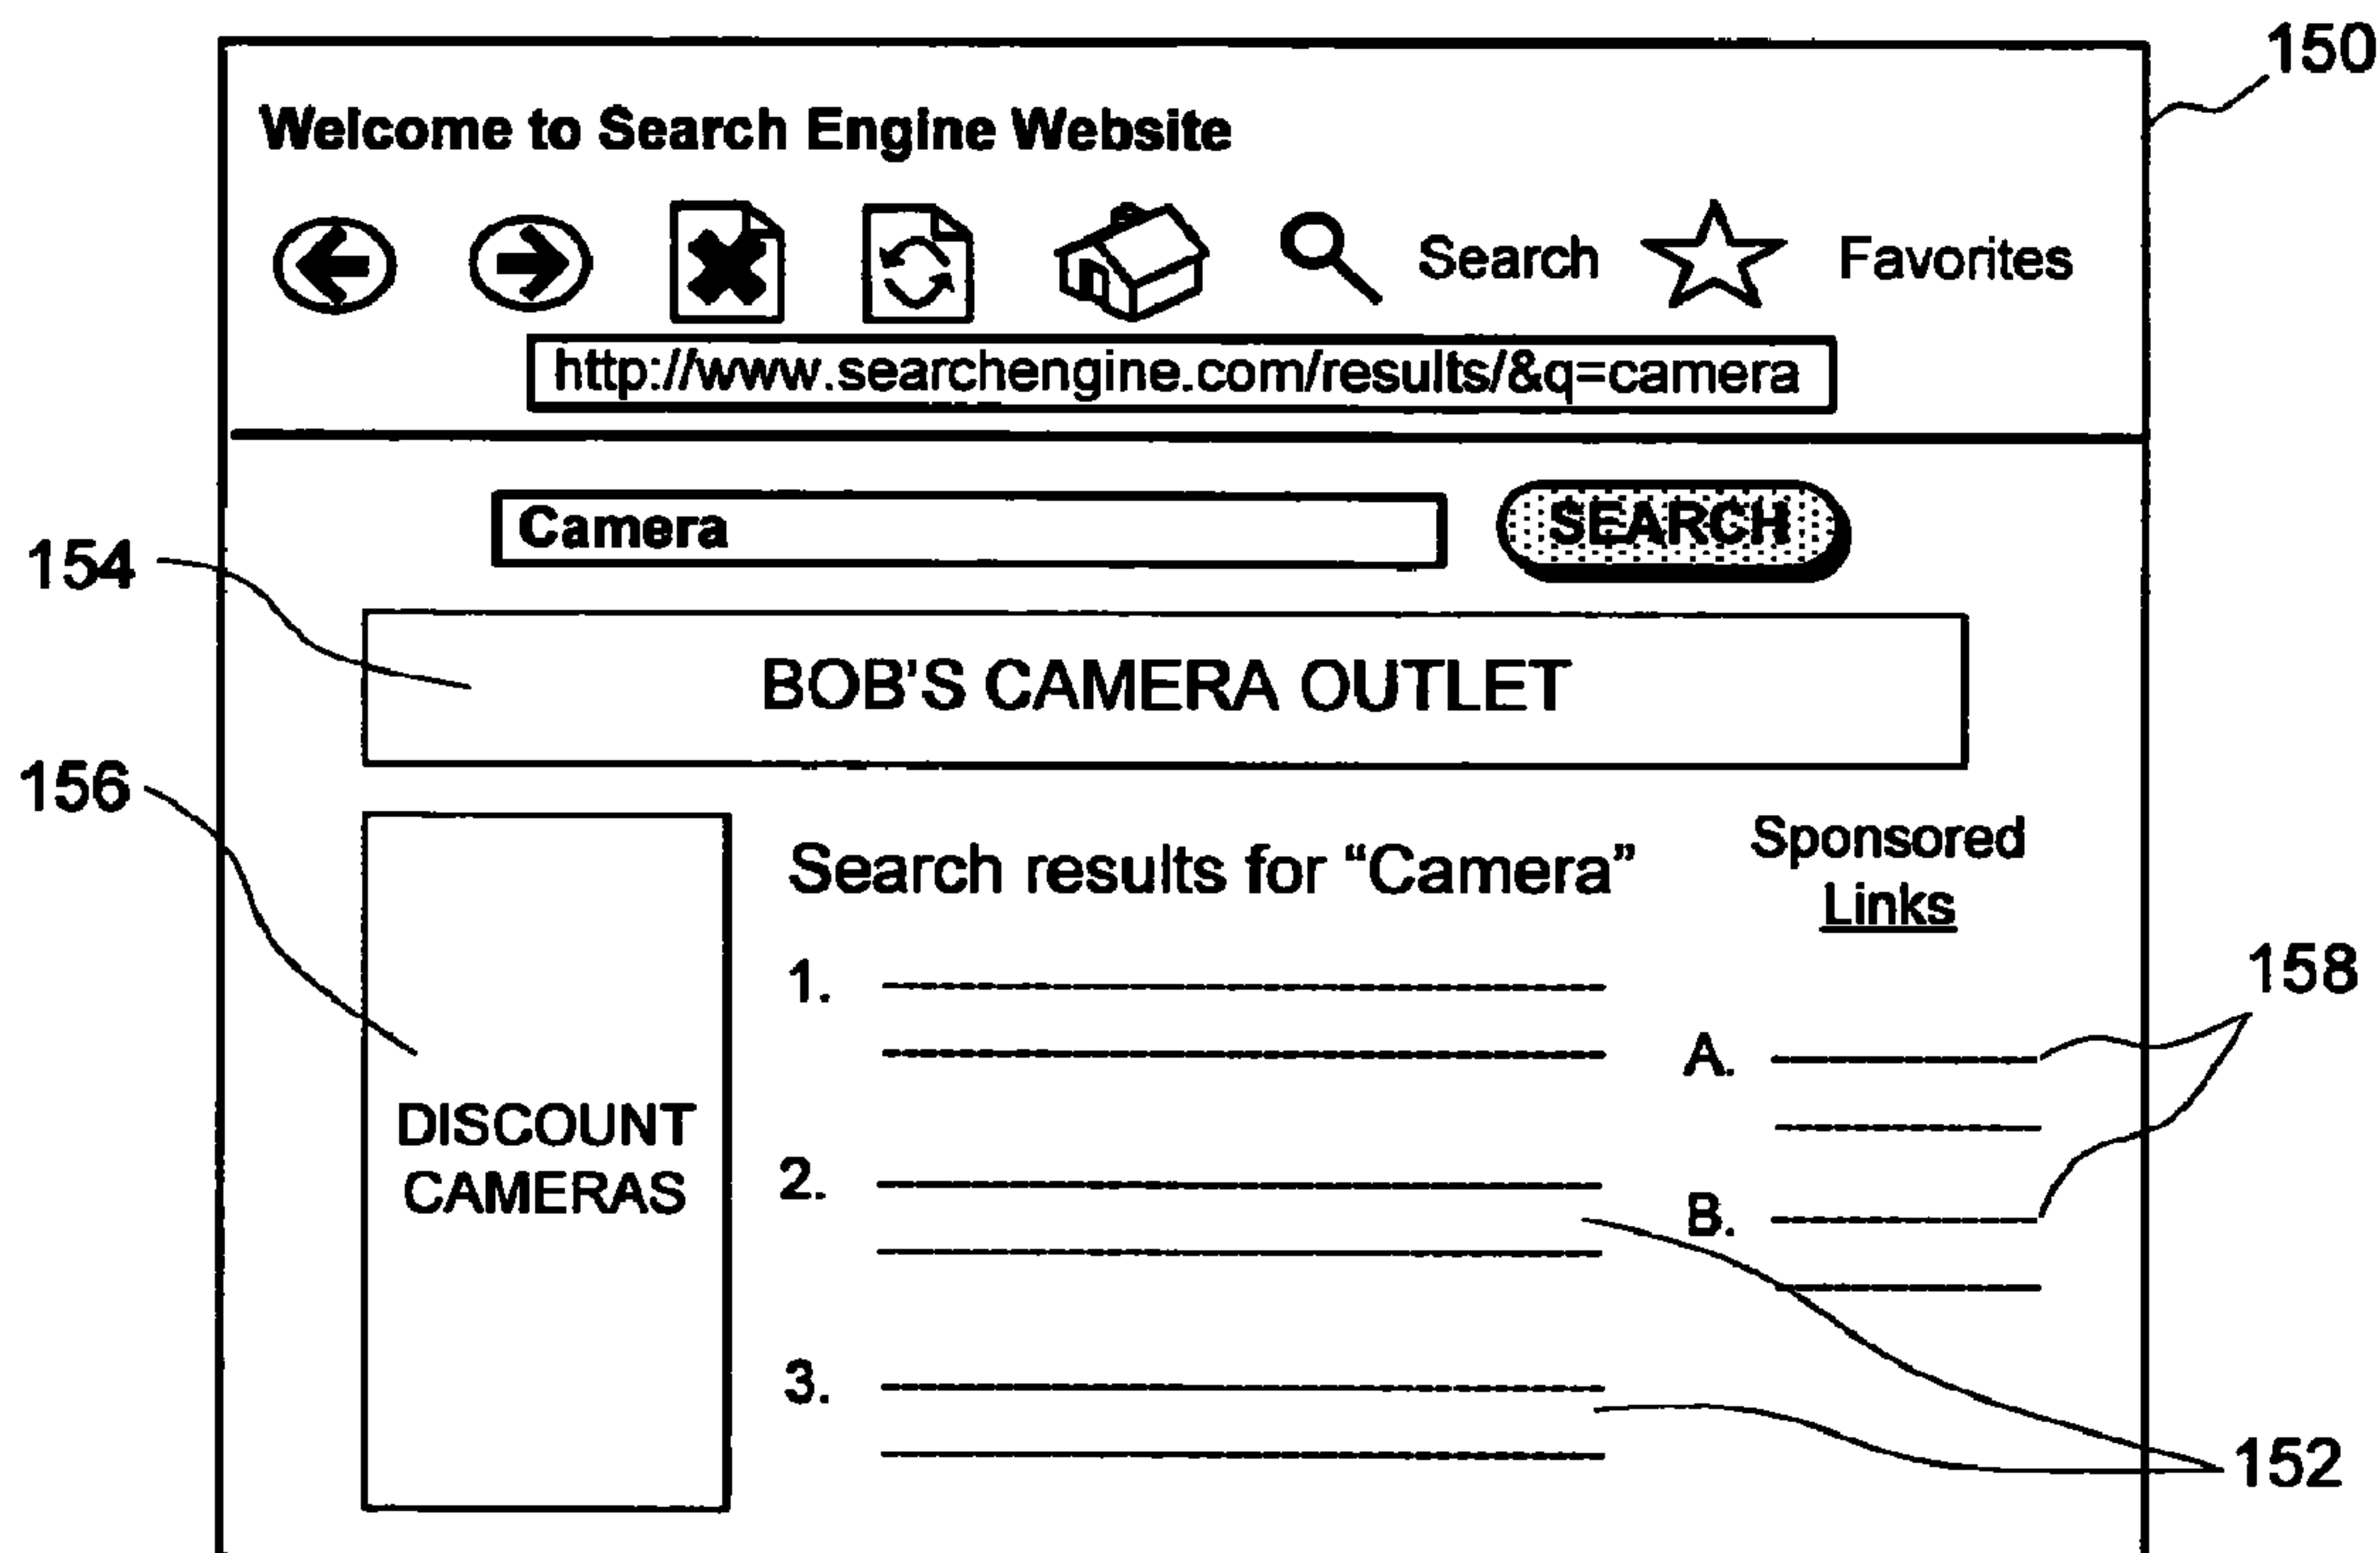 150
Welcome to Search Engine Website
Search
Favorites
http://www.searchengine.com/results/&q=camera
Camera
SEARCH
154
BOB'S CAMERA OUTLET
156
DISCOUNT
CAMERAS
Search results for “Camera”
1.
2.
3.
Sponsored
Links
A.
B.
158
152